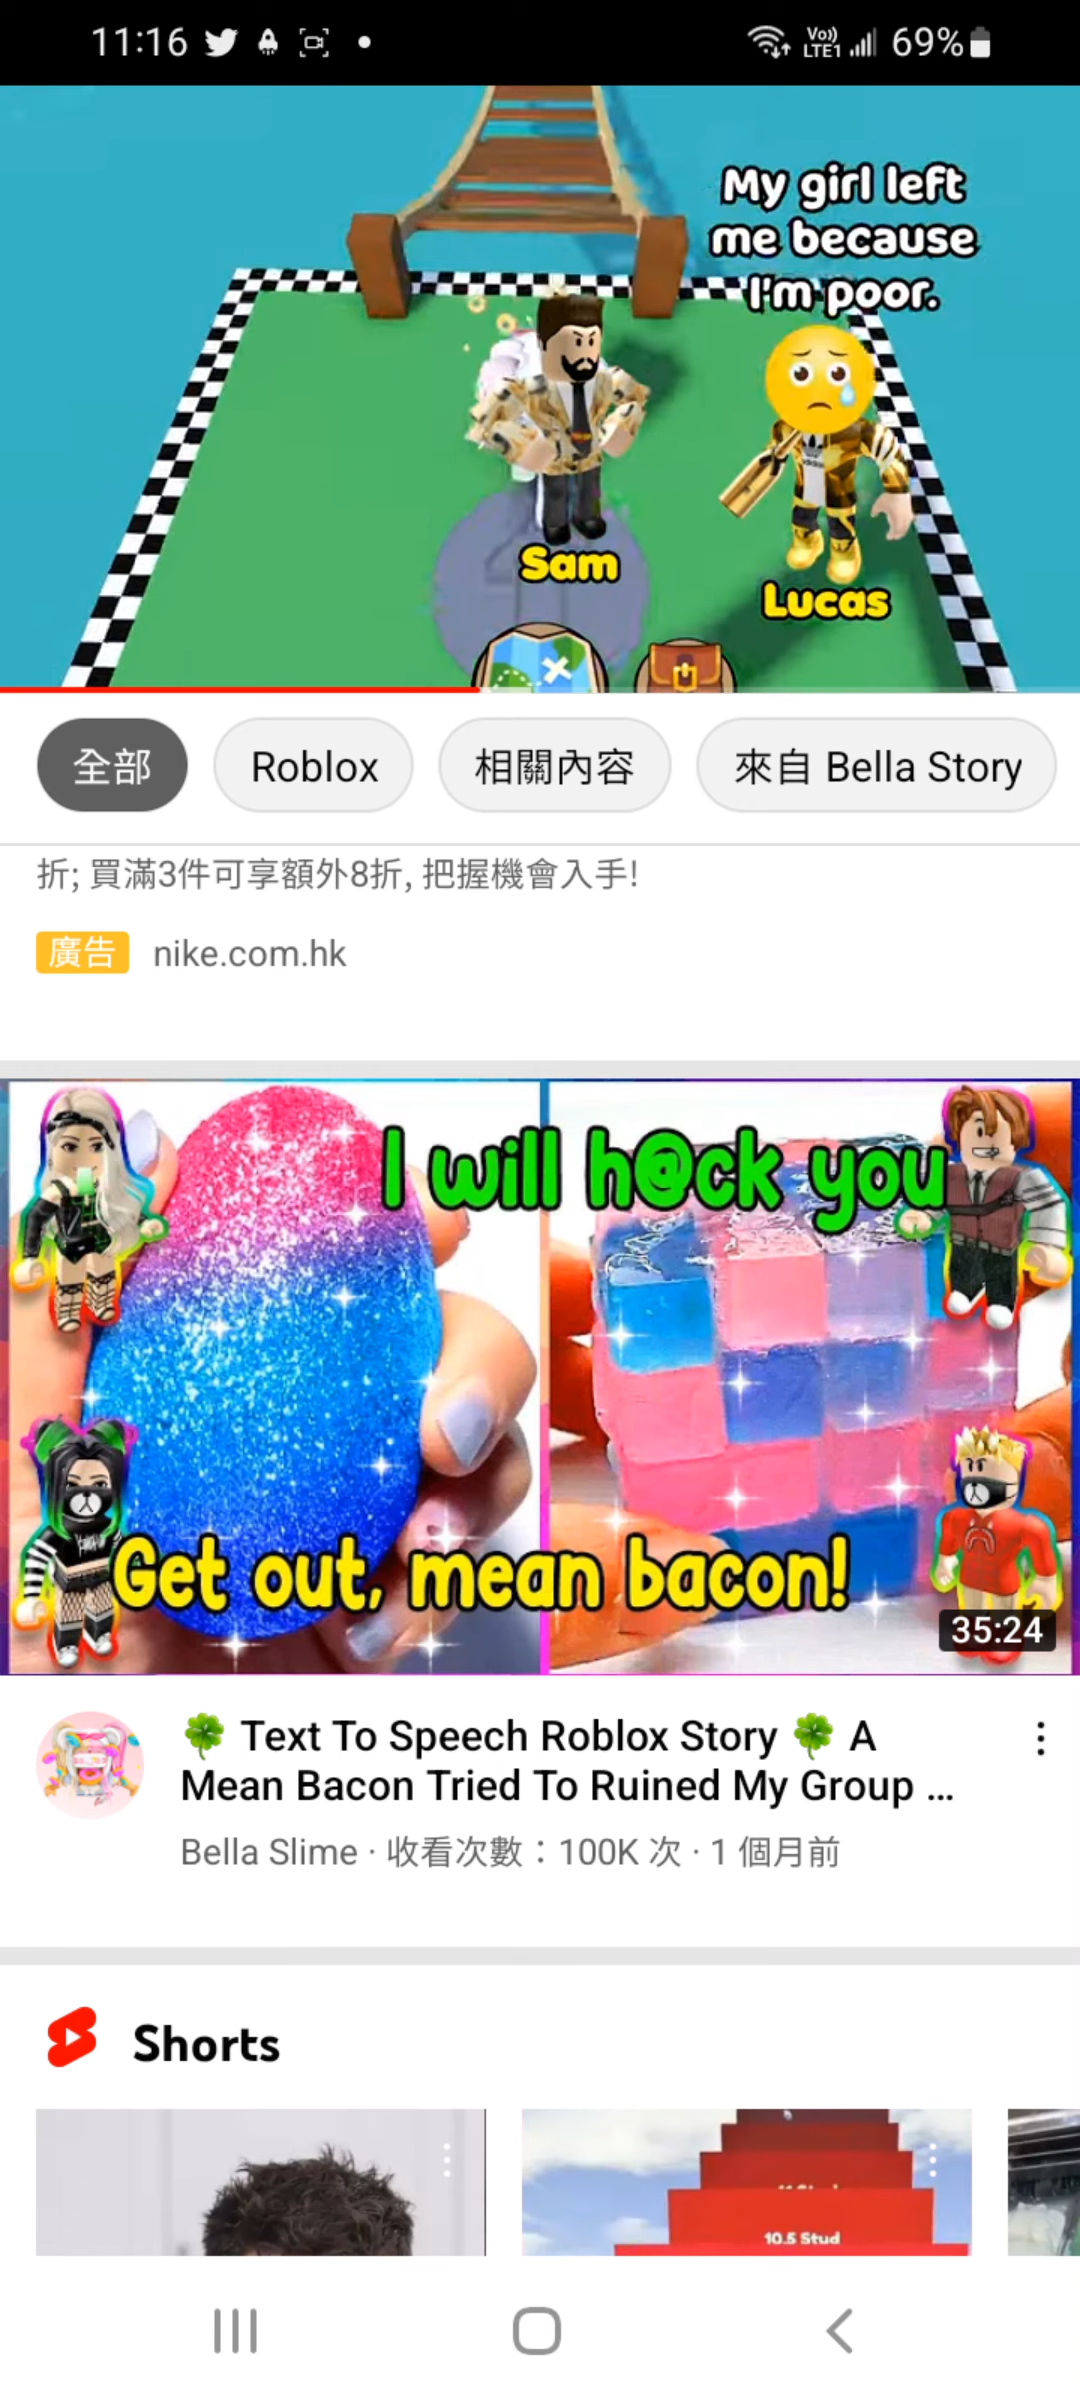 11:16
Vo))
LTE1
69%
My girl left
me because
I'm poor.
Sam
Lucas
全部
Roblox
相關內容
來自 Bella Story
折; 買滿3件可享額外8折, 把握機會入手!
廣告
nike.com.hk
I will h@ck you
Get out, mean bacon!
35:24
🍀 Text To Speech Roblox Story 🍀 A
Mean Bacon Tried To Ruined My Group ...
Bella Slime · 收看次數：100K 次 · 1 個月前
Shorts
10.5 Stud